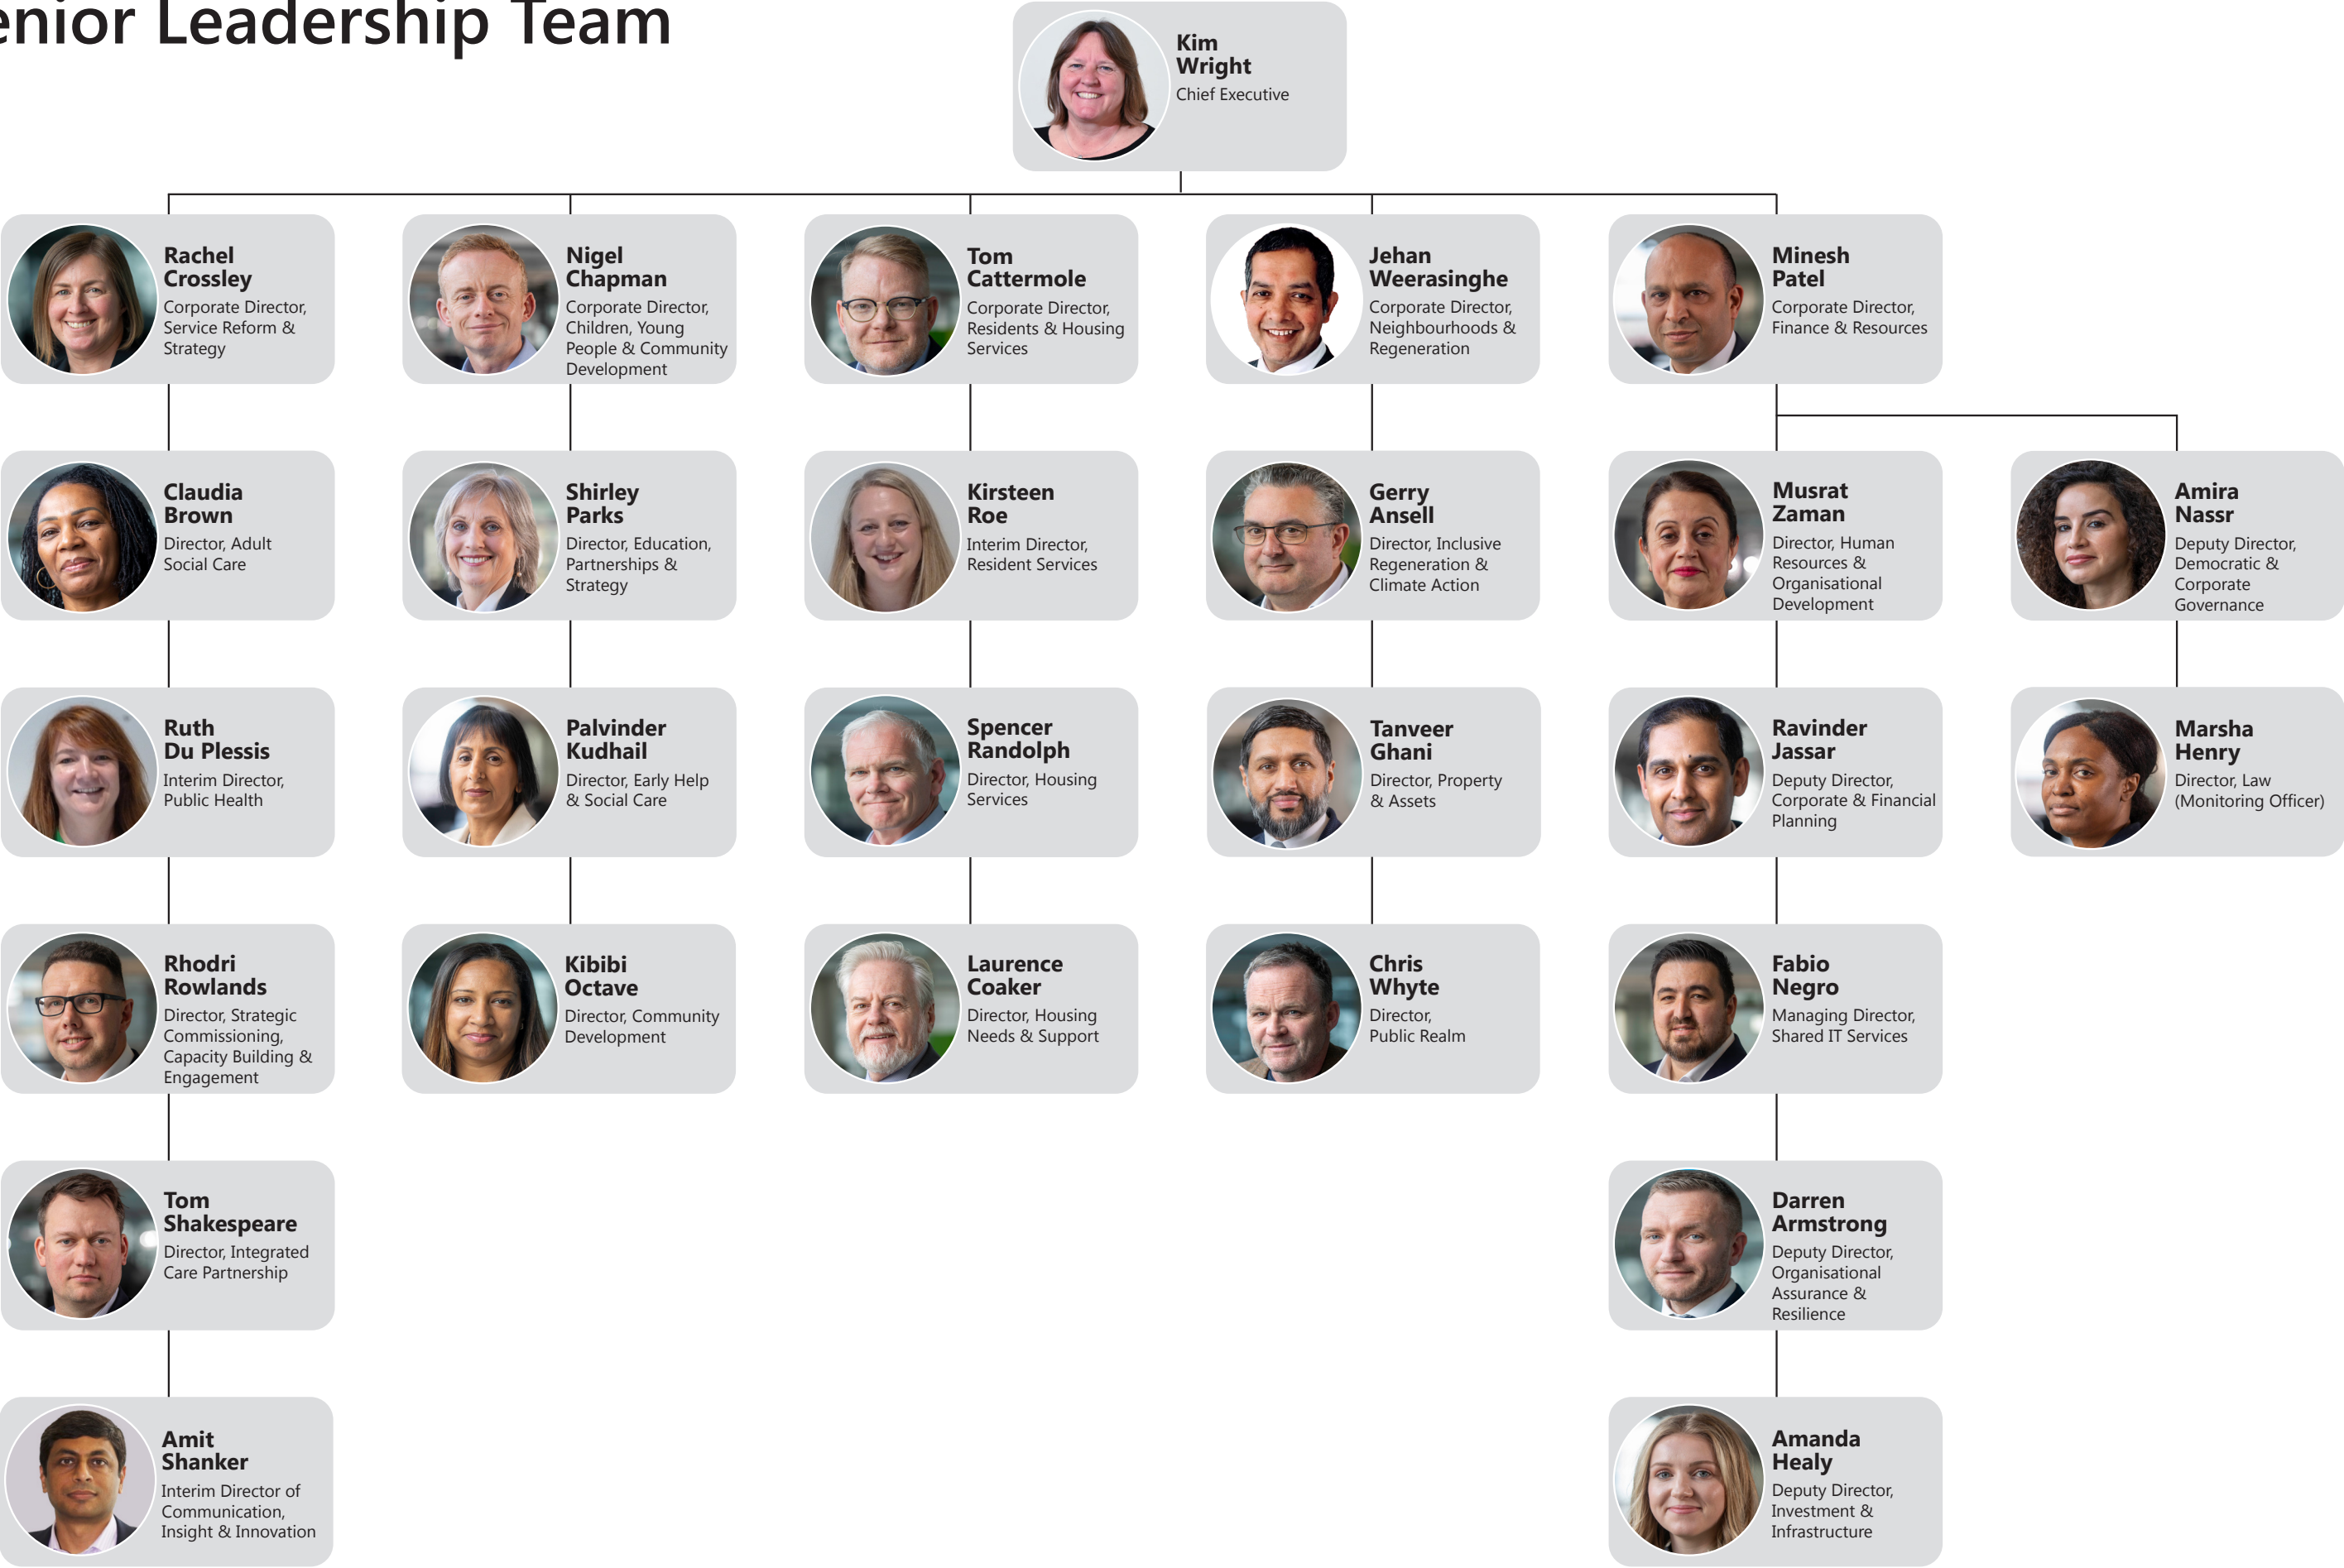 enior Leadership Team
Kim
Wright
Chief Executive
Rachel
Crossley
Corporate Director,
Service Reform &
Strategy
Nigel
Chapman
Corporate Director,
Children, Young
People & Community
Development
Tom
Cattermole
Corporate Director,
Residents & Housing
Services
Jehan
Weerasinghe
Corporate Director,
Neighbourhoods &
Regeneration
Minesh
Patel
Corporate Director,
Finance & Resources
Claudia
Brown
Director, Adult
Social Care
Shirley
Parks
Director, Education,
Partnerships &
Strategy
Kirsteen
Roe
Interim Director,
Resident Services
Gerry
Ansell
Director, Inclusive
Regeneration &
Climate Action
Musrat
Zaman
Director, Human
Resources &
Organisational
Development
Amira
Nassr
Deputy Director,
Democratic &
Corporate
Governance
Ruth
Du Plessis
Interim Director,
Public Health
Palvinder
Kudhail
Director, Early Help
& Social Care
Spencer
Randolph
Director, Housing
Services
Tanveer
Ghani
Director, Property
& Assets
Ravinder
Jassar
Deputy Director,
Corporate & Financial
Planning
Marsha
Henry
Director, Law
(Monitoring Officer)
Rhodri
Rowlands
Director, Strategic
Commissioning,
Capacity Building &
Engagement
Kibibi
Octave
Director, Community
Development
Laurence
Coaker
Director, Housing
Needs & Support
Chris
Whyte
Director,
Public Realm
Fabio
Negro
Managing Director,
Shared IT Services
Tom
Shakespeare
Director, Integrated
Care Partnership
Darren
Armstrong
Deputy Director,
Organisational
Assurance &
Resilience
Amit
Shanker
Interim Director of
Communication,
Insight & Innovation
Amanda
Healy
Deputy Director,
Investment &
Infrastructure